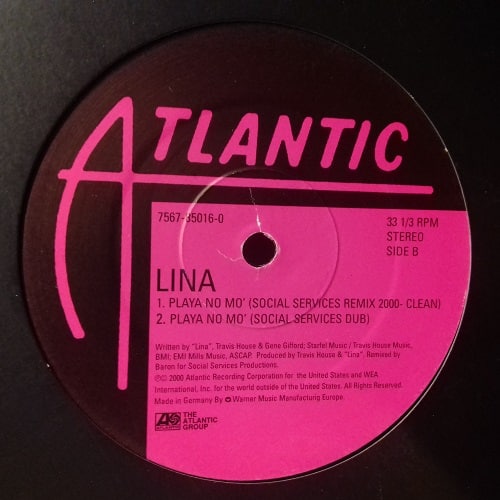 ATLANTIC
7567-85016-0
33 1/3 RPM
STEREO
SIDE B
LINA
1. PLAYA NO MO' (SOCIAL SERVICES REMIX 2000- CLEAN)
2. PLAYA NO MO' (SOCIAL SERVICES DUB)
Written by "Lina", Travis House & Gene Gifford; Starfel Music / Travis House Music,
BMI; EMI Mills Music, ASCAP. Produced by Travis House & "Lina". Remixed by
Baren for Social Services Productions.
℗© 2000 Atlantic Recording Corporation for the United States and WEA
International, Inc. for the world outside of the United States. All Rights Reserved.
Made in Germany By Warner Music Manufacturig Europe.
ATLANTIC
THE
ATLANTIC
GROUP